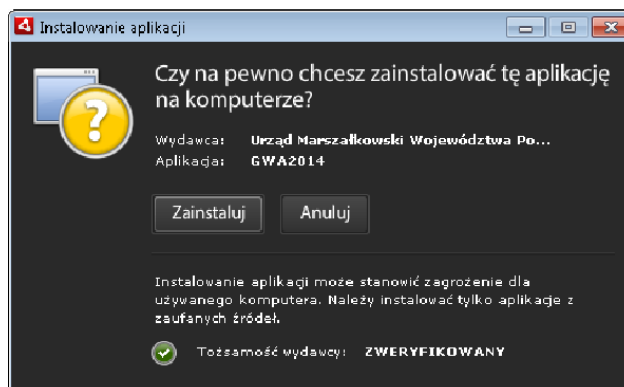 Instalowanie aplikacji
Czy na pewno chcesz zainstalować tę aplikację
na komputerze?
Wydawca: Urząd Marszałkowski Województwa Po...
Aplikacja: GWA2014
Zainstaluj Anuluj
Instalowanie aplikacji może stanowić zagrożenie dla
używanego komputera. Należy instalować tylko aplikacje z
zaufanych źródeł.
Tożsamość wydawcy: ZWERYFIKOWANY